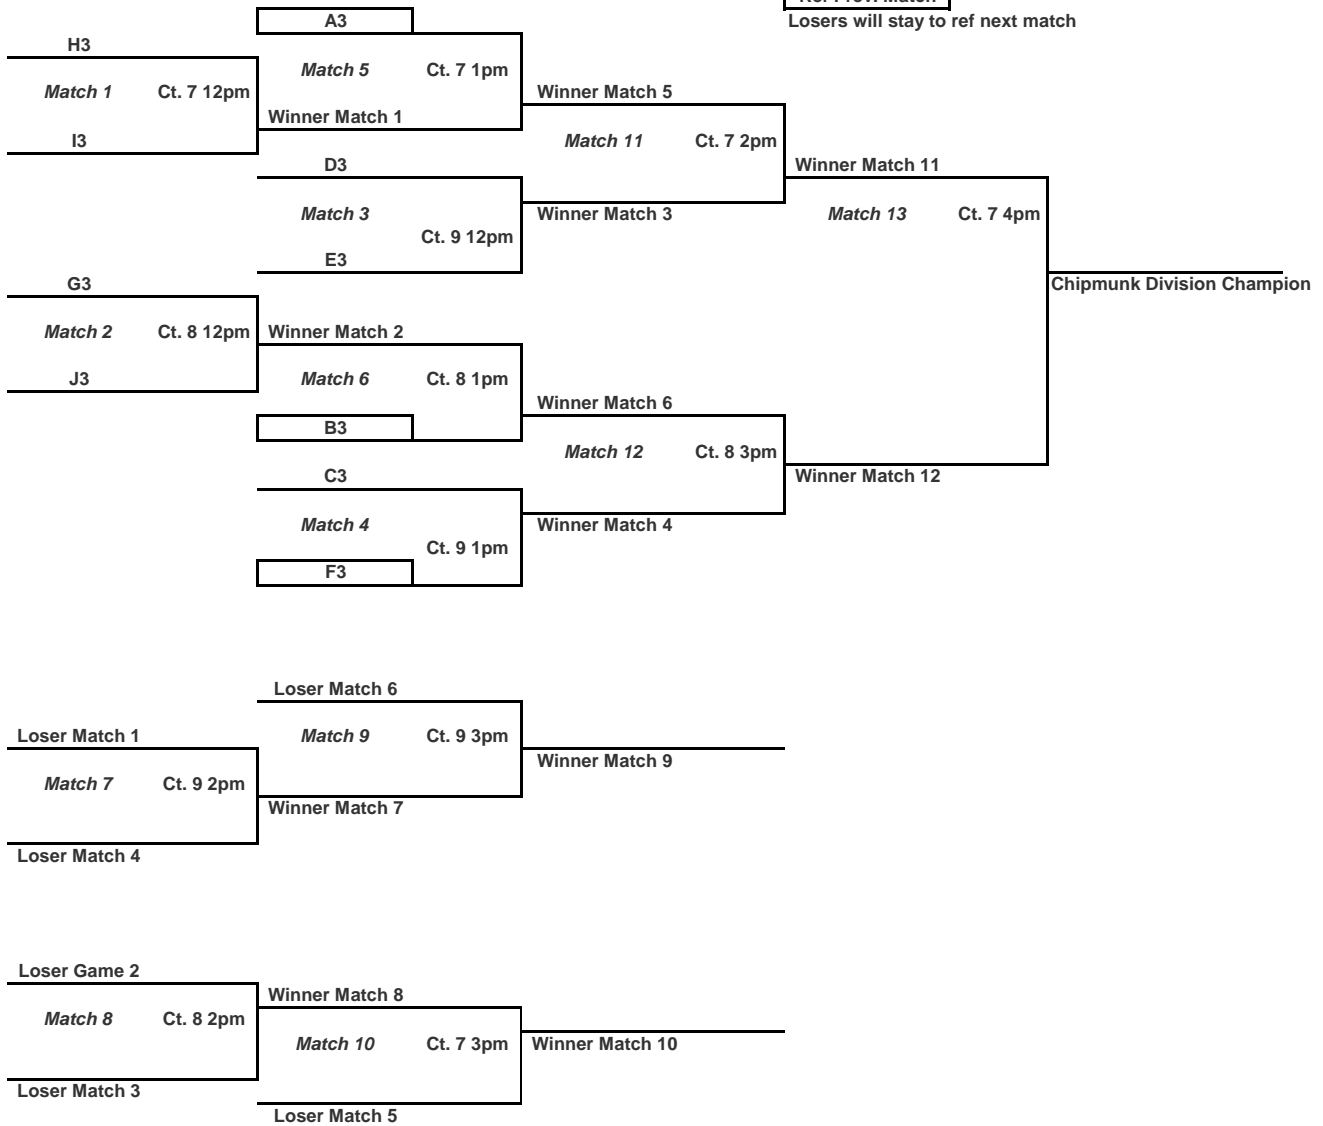 Losers will stay to ref next match
A3
H3
Match 5 Ct. 7 1pm
Match 1 Ct. 7 12pm
Winner Match 5
Winner Match 1
I3
Match 11 Ct. 7 2pm
D3
Winner Match 11
Match 3
Winner Match 3
Match 13 Ct. 7 4pm
Ct. 9 12pm
E3
G3
Chipmunk Division Champion
Match 2 Ct. 8 12pm
Winner Match 2
J3
Match 6 Ct. 8 1pm
Winner Match 6
B3
Match 12 Ct. 8 3pm
C3
Winner Match 12
Match 4
Winner Match 4
Ct. 9 1pm
F3
Loser Match 6
Loser Match 1
Match 9 Ct. 9 3pm
Winner Match 9
Match 7 Ct. 9 2pm
Winner Match 7
Loser Match 4
Loser Game 2
Winner Match 8
Match 8 Ct. 8 2pm
Match 10 Ct. 7 3pm
Winner Match 10
Loser Match 3
Loser Match 5